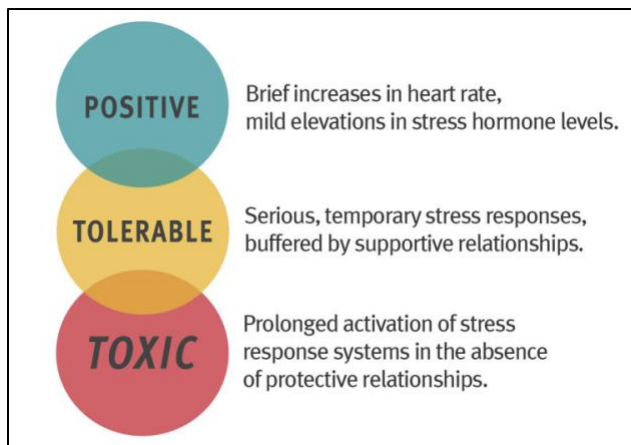 POSITIVE
Brief increases in heart rate,
mild elevations in stress hormone levels.
TOLERABLE
Serious, temporary stress responses,
buffered by supportive relationships.
TOXIC
Prolonged activation of stress
response systems in the absence
of protective relationships.